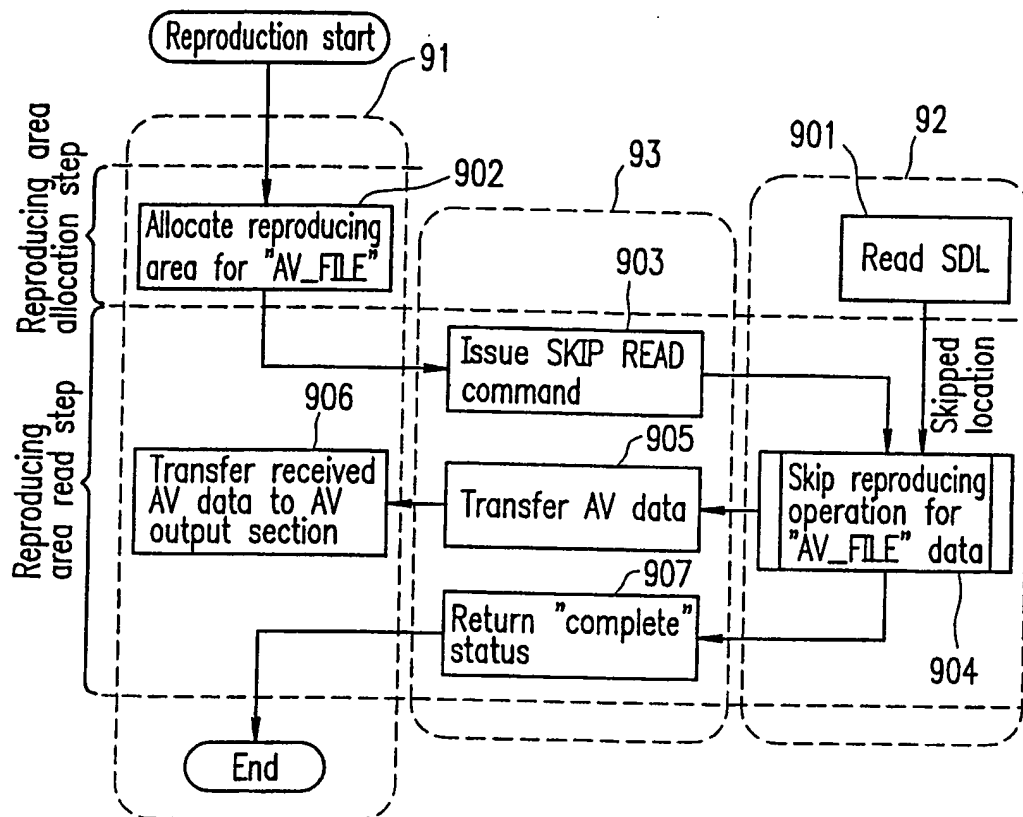 Reproduction start
91
Reproducing area
allocation step
902
Allocate reproducing
area for "AV_FILE"
93
92
901
Read SDL
Reproducing
area read step
903
Issue SKIP READ
command
Skipped
location
906
Transfer received
AV data to AV
output section
905
Transfer AV data
Skip reproducing
operation for
"AV_FILE" data
904
907
Return "complete"
status
End